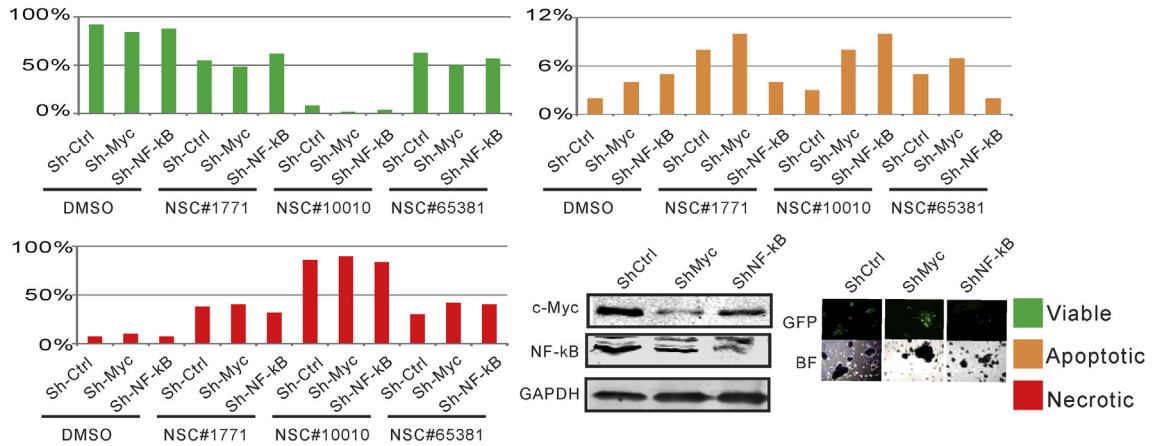 100%
50%
0%
Sh-Ctrl
Sh-Myc
Sh-NF-kB
Sh-Ctrl
Sh-Myc
Sh-NF-kB
Sh-Ctrl
Sh-Myc
Sh-NF-kB
Sh-Ctrl
Sh-Myc
Sh-NF-kB
DMSO NSC#1771 NSC#10010 NSC#65381
12%
6%
0%
Sh-Ctrl
Sh-Myc
Sh-NF-kB
Sh-Ctrl
Sh-Myc
Sh-NF-kB
Sh-Ctrl
Sh-Myc
Sh-NF-kB
Sh-Ctrl
Sh-Myc
Sh-NF-kB
DMSO NSC#1771 NSC#10010 NSC#65381
100%
50%
0%
Sh-Ctrl
Sh-Myc
Sh-NF-kB
Sh-Ctrl
Sh-Myc
Sh-NF-kB
Sh-Ctrl
Sh-Myc
Sh-NF-kB
Sh-Ctrl
Sh-Myc
Sh-NF-kB
DMSO NSC#1771 NSC#10010 NSC#65381
ShCtrl
ShMyc
ShNF-kB
c-Myc
NF-kB
GAPDH
ShCtrl
ShMyc
ShNF-kB
GFP
BF
Viable
Apoptotic
Necrotic